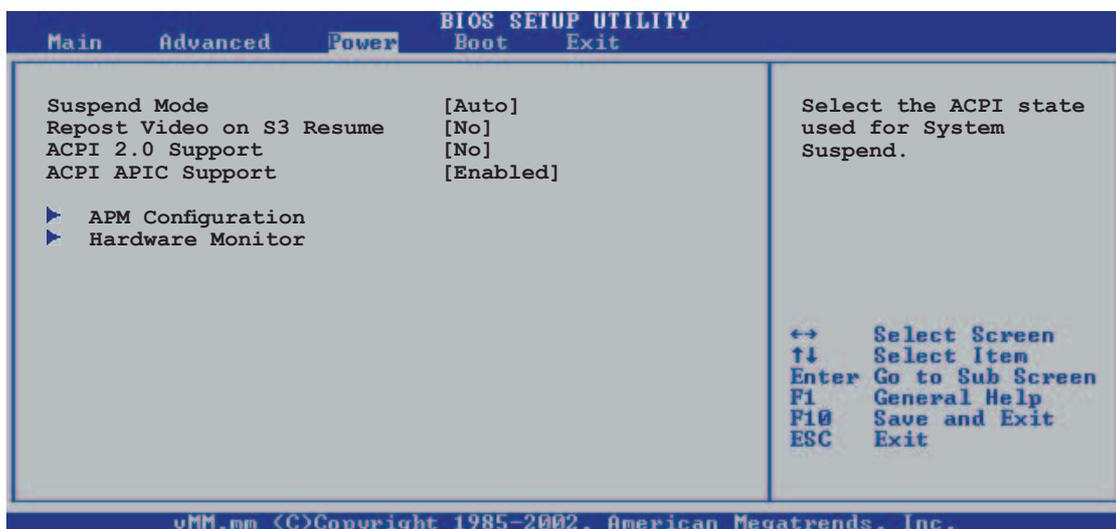 BIOS SETUP UTILITY
Main Advanced Power Boot Exit
Suspend Mode [Auto]
Repost Video on S3 Resume [No]
ACPI 2.0 Support [No]
ACPI APIC Support [Enabled]
APM Configuration
Hardware Monitor
Select the ACPI state
used for System
Suspend.
←→ Select Screen
↑↓ Select Item
Enter Go to Sub Screen
F1 General Help
F10 Save and Exit
ESC Exit
vMM.mm (C)Copyright 1985-2002, American Megatrends, Inc.